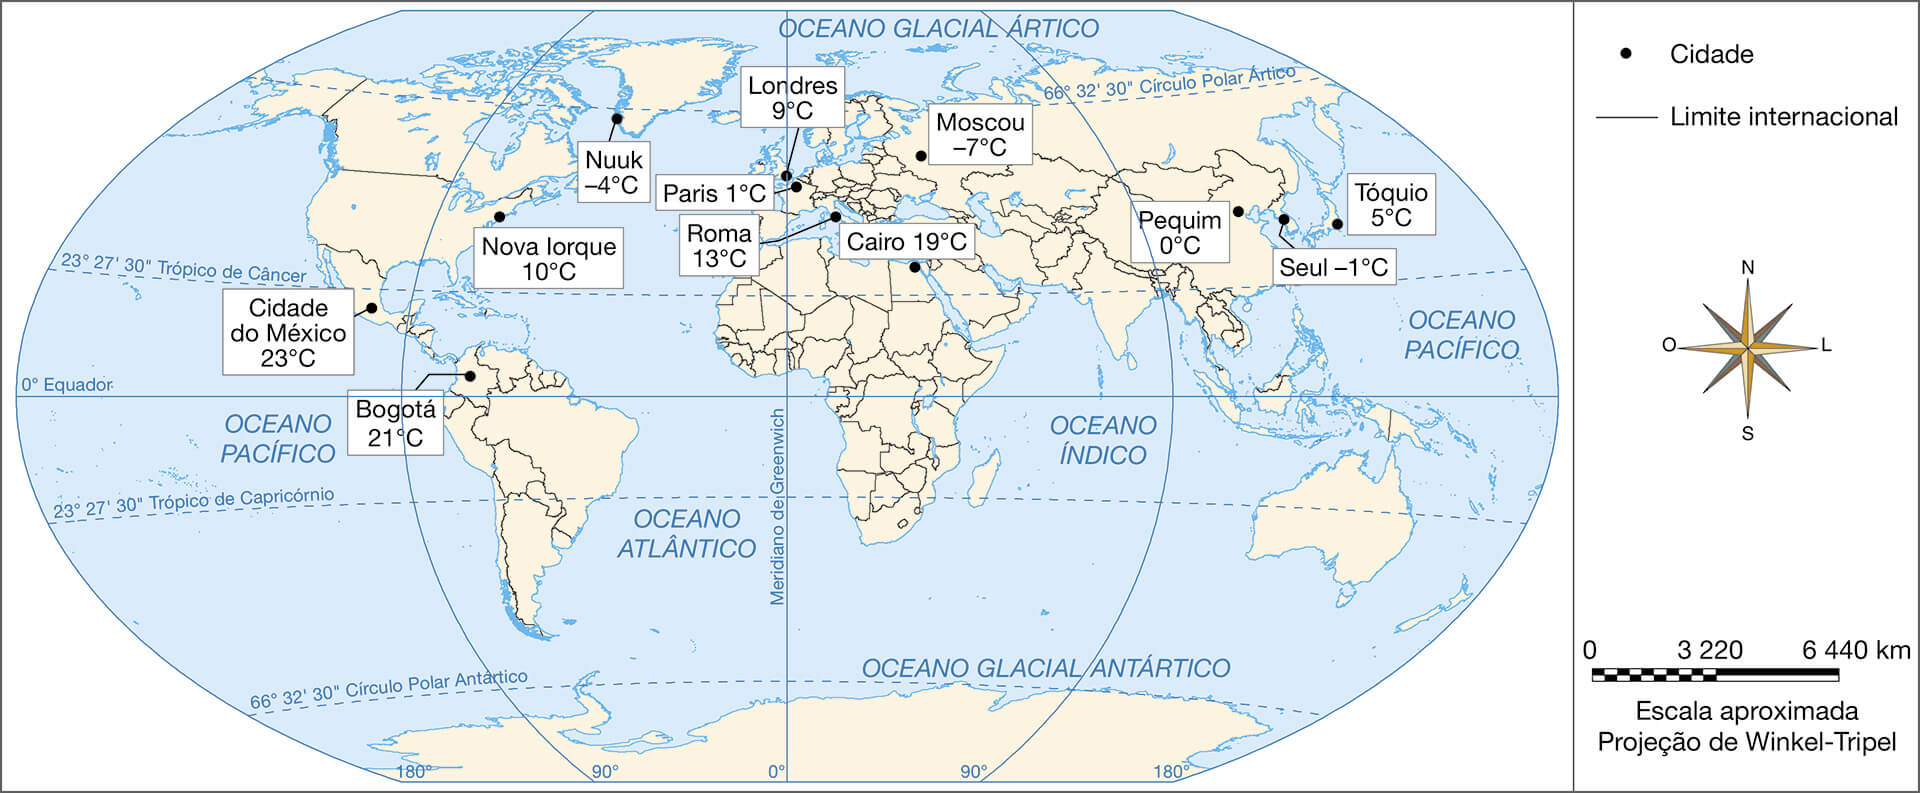 OCEANO GLACIAL ÁRTICO
66° 32' 30" Círculo Polar Ártico
Londres
9°C
Moscou
–7°C
Nuuk
–4°C
Paris 1°C
Tóquio
5°C
Pequim
0°C
Roma
13°C
Cairo 19°C
Nova Iorque
10°C
Seul –1°C
23° 27' 30" Trópico de Câncer
Cidade
do México
23°C
OCEANO
PACÍFICO
0° Equador
Bogotá
21°C
OCEANO
PACÍFICO
OCEANO
ÍNDICO
Meridiano de Greenwich
23° 27' 30" Trópico de Capricórnio
OCEANO
ATLÂNTICO
OCEANO GLACIAL ANTÁRTICO
66° 32' 30" Círculo Polar Antártico
180°
90°
0°
90°
180°
Cidade
Limite internacional
N
O
L
S
0 3 220 6 440 km
Escala aproximada
Projeção de Winkel-Tripel